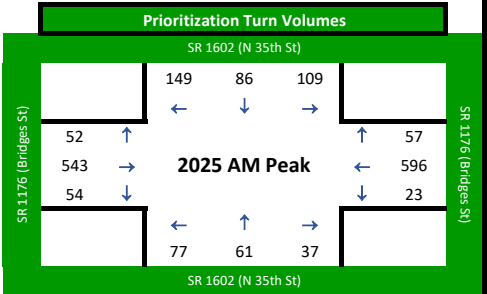 Prioritization Turn Volumes
SR 1602 (N 35th St)
149 86 109
← ↓ →
SR 1176 (Bridges St)
52 ↑
543 →
54 ↓
2025 AM Peak
↑ 57
← 596
↓ 23
SR 1176 (Bridges St)
← ↑ →
77 61 37
SR 1602 (N 35th St)